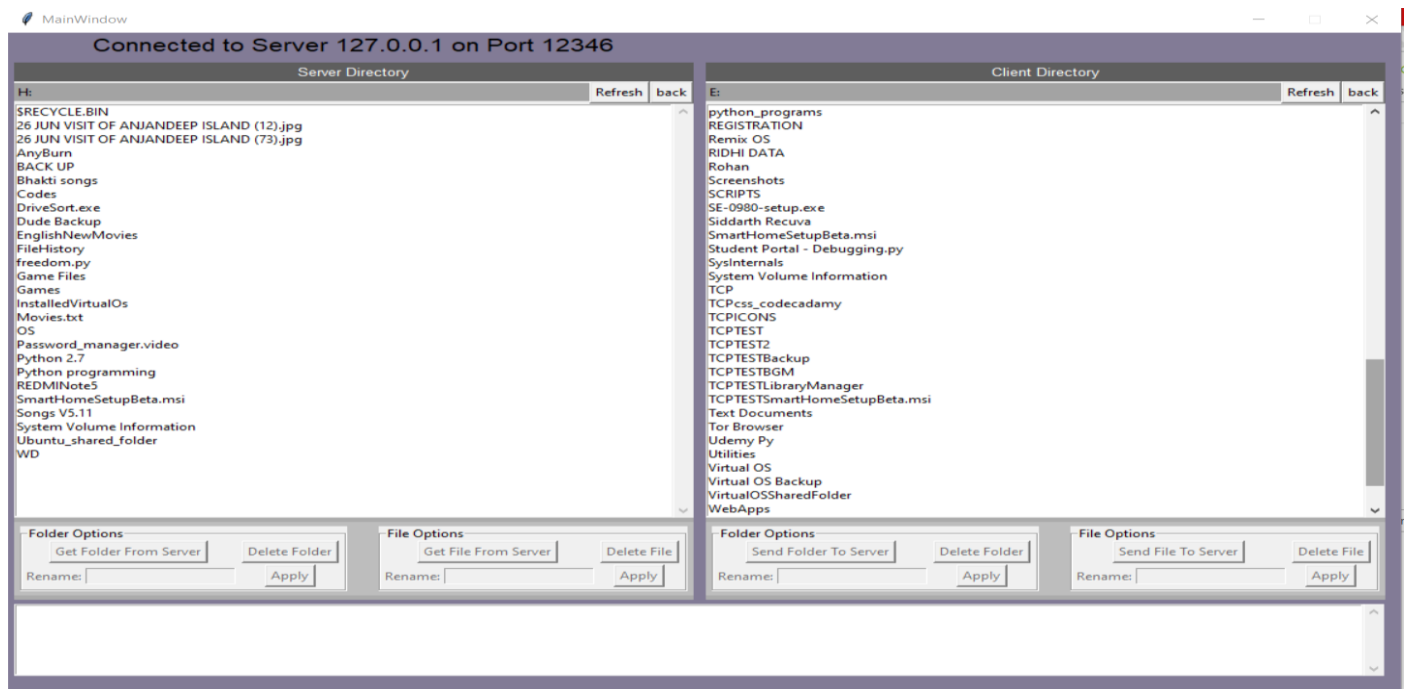 MainWindow
Connected to Server 127.0.0.1 on Port 12346
Server Directory
H:
Refresh
back
$RECYCLE.BIN
26 JUN VISIT OF ANJANDEEP ISLAND (12).jpg
26 JUN VISIT OF ANJANDEEP ISLAND (73).jpg
AnyBurn
BACK UP
Bhakti songs
Codes
DriveSort.exe
Dude Backup
EnglishNewMovies
FileHistory
freedom.py
Game Files
Games
InstalledVirtualOs
Movies.txt
OS
Password_manager.video
Python 2.7
Python programming
REDMINote5
SmartHomeSetupBeta.msi
Songs V5.11
System Volume Information
Ubuntu_shared_folder
WD
Folder Options
Get Folder From Server
Delete Folder
Rename:
Apply
File Options
Get File From Server
Delete File
Rename:
Apply
Client Directory
E:
Refresh
back
python_programs
REGISTRATION
Remix OS
RIDHI DATA
Rohan
Screenshots
SCRIPTS
SE-0980-setup.exe
Siddarth Recuva
SmartHomeSetupBeta.msi
Student Portal - Debugging.py
SysInternals
System Volume Information
TCP
TCPcss_codecadamy
TCPICONS
TCPTEST
TCPTEST2
TCPTESTBackup
TCPTESTBGM
TCPTESTLibraryManager
TCPTESTSmartHomeSetupBeta.msi
Text Documents
Tor Browser
Udemy Py
Utilities
Virtual OS
Virtual OS Backup
VirtualOSSharedFolder
WebApps
Folder Options
Send Folder To Server
Delete Folder
Rename:
Apply
File Options
Send File To Server
Delete File
Rename:
Apply